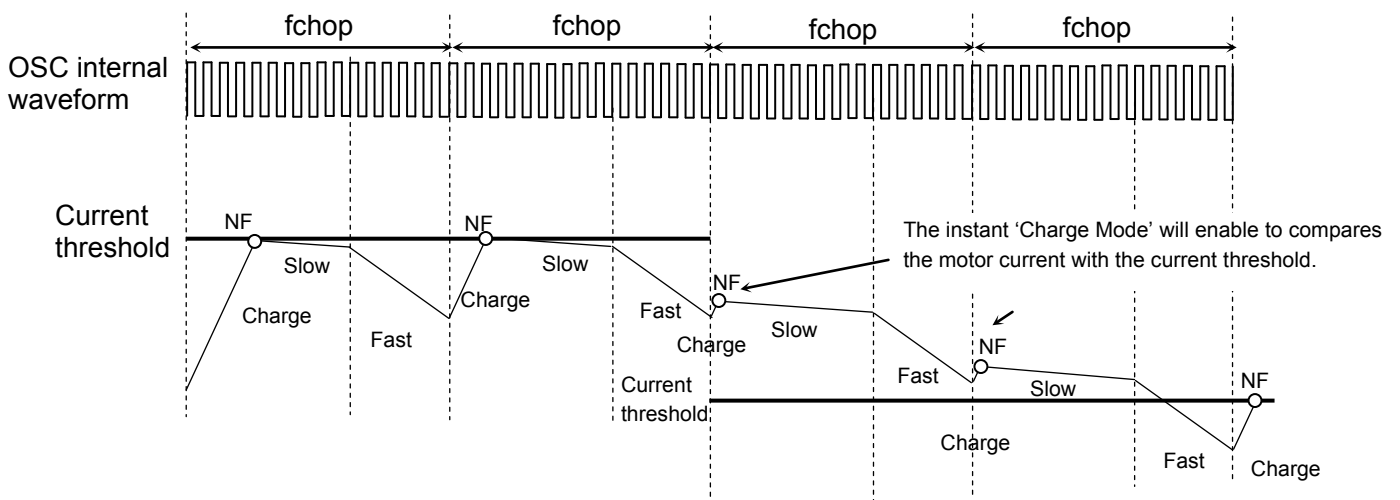 fchop
fchop
fchop
fchop
OSC internal
waveform
Current
threshold
NF
NF
The instant ‘Charge Mode’ will enable to compares
the motor current with the current threshold.
Slow
Slow
NF
Charge
Charge
Fast
Slow
Fast
Charge
NF
Fast
Slow
NF
Current
threshold
Charge
Fast
Charge